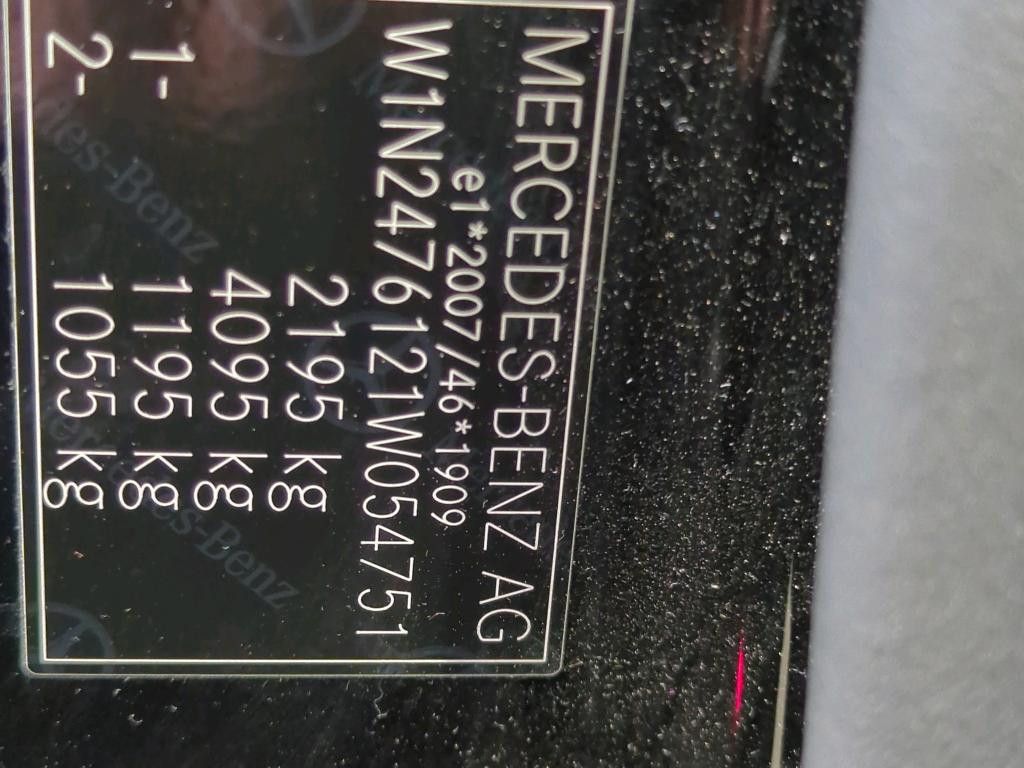 MERCEDES-BENZ AG
e1*2007/46*1909
W1N2476121W054751
2195 kg
4095 kg
1- 1195 kg
2- 1055 kg